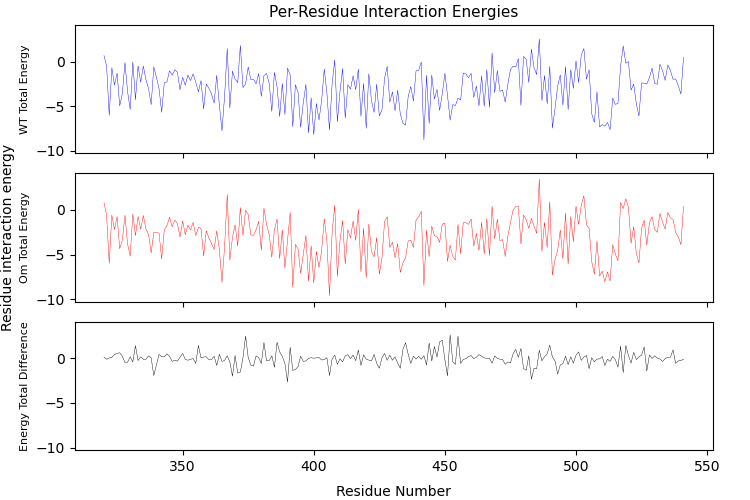 Per-Residue Interaction Energies
Residue interaction energy
WT Total Energy
0
−5
−10
Om Total Energy
0
−5
−10
Energy Total Difference
0
−5
−10
350
400
450
500
550
Residue Number